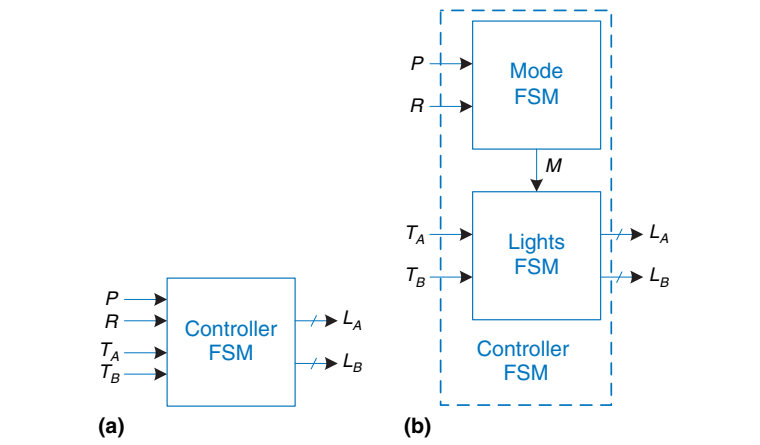 P
R
T_A
T_B
Controller
FSM
L_A
L_B
(a)
P
R
Mode
FSM
M
T_A
T_B
Lights
FSM
L_A
L_B
Controller
FSM
(b)